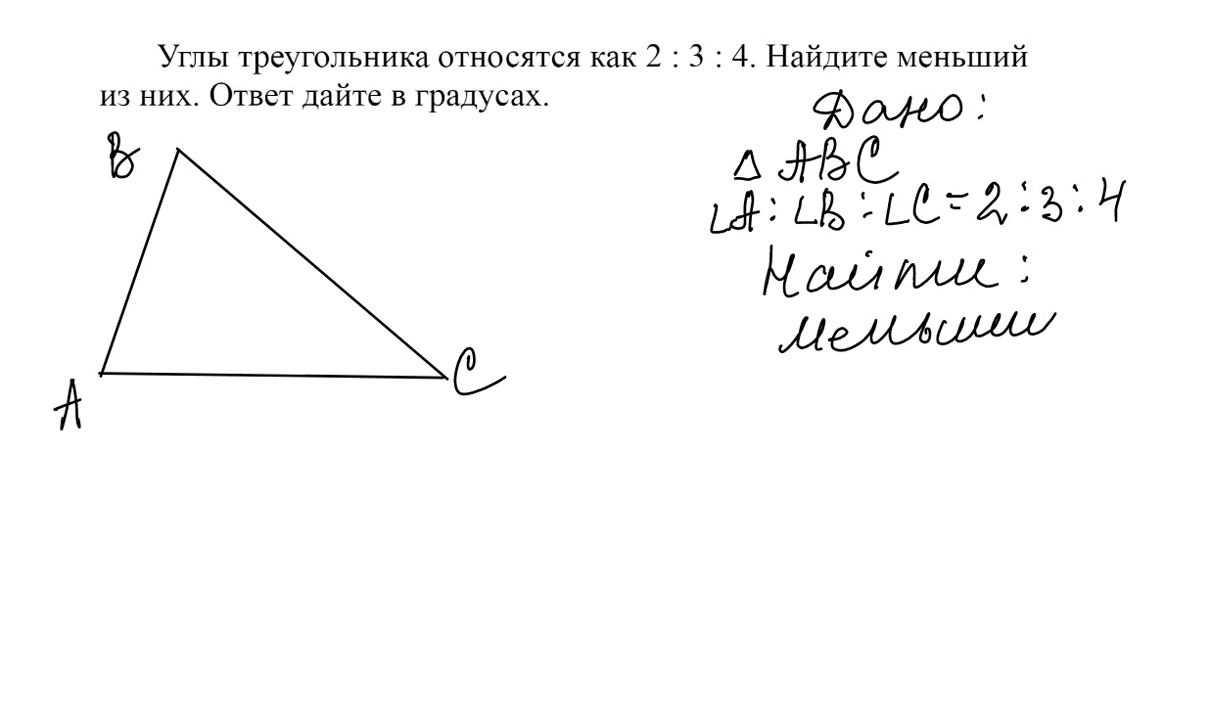 Углы треугольника относятся как 2 : 3 : 4. Найдите меньший
из них. Ответ дайте в градусах.
Дано:
B
△ ABC
∠A:∠B:∠C=2:3:4
Найти:
меньший
C
A